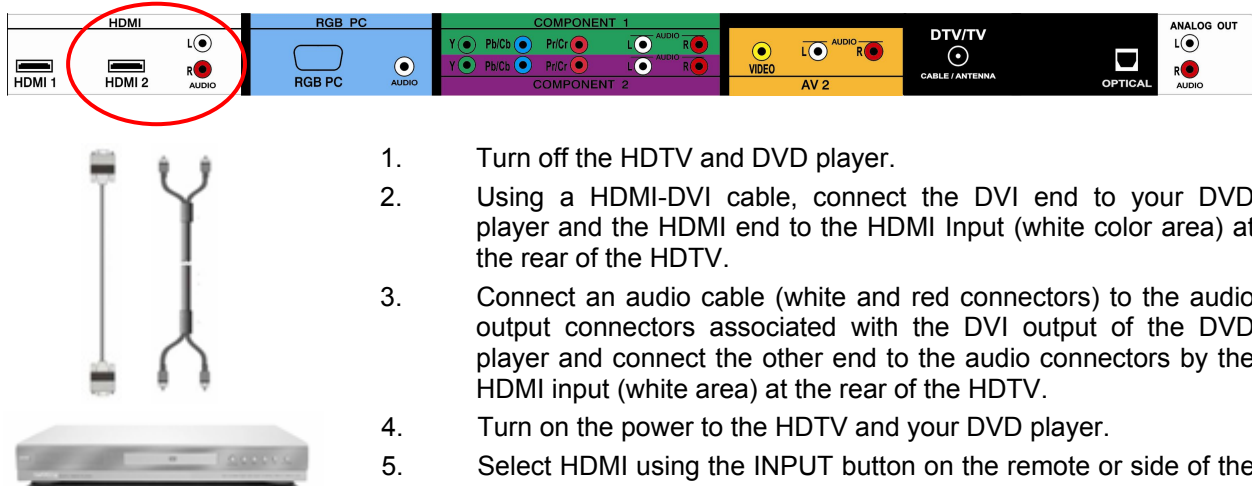 HDMI RGB PC COMPONENT 1 ANALOG OUT
L Y Pb/Cb Pr/Cr L AUDIO R L AUDIO R DTV/TV L
R Y Pb/Cb Pr/Cr L AUDIO R VIDEO CABLE / ANTENNA R
HDMI 1 HDMI 2 AUDIO RGB PC AUDIO COMPONENT 2 AV 2 OPTICAL AUDIO
1. Turn off the HDTV and DVD player.
2. Using a HDMI-DVI cable, connect the DVI end to your DVD
player and the HDMI end to the HDMI Input (white color area) at
the rear of the HDTV.
3. Connect an audio cable (white and red connectors) to the audio
output connectors associated with the DVI output of the DVD
player and connect the other end to the audio connectors by the
HDMI input (white area) at the rear of the HDTV.
4. Turn on the power to the HDTV and your DVD player.
5. Select HDMI using the INPUT button on the remote or side of the